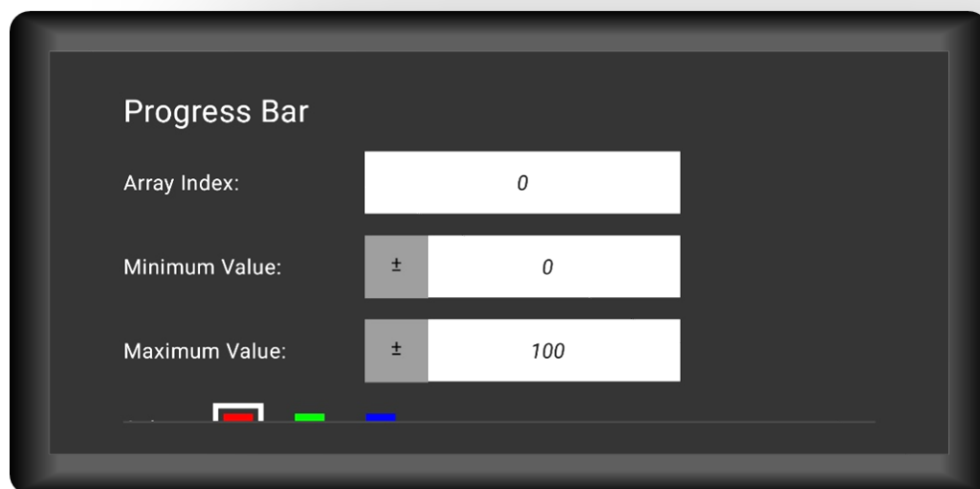 Progress Bar
Array Index: 0
Minimum Value: ± 0
Maximum Value: ± 100